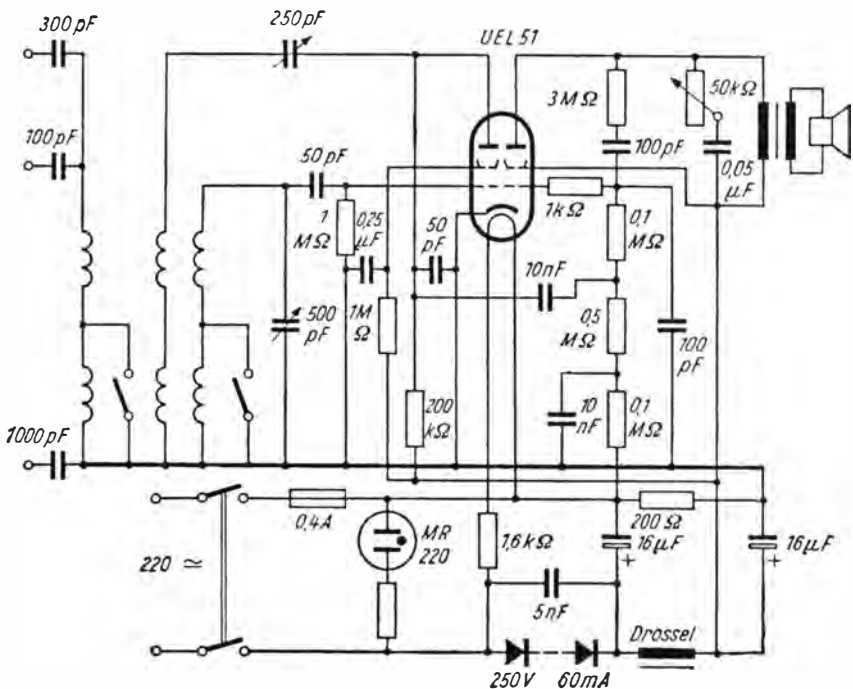 300 pF
250 pF
UEL 51
3 MΩ
50 kΩ
100 pF
50 pF
100 pF
0,05
µF
1
MΩ
0,25
µF
50
pF
1 kΩ
0,1
MΩ
10 nF
500
pF
1 M
Ω
0,5
MΩ
100
pF
200
kΩ
10
nF
0,1
MΩ
1000 pF
0,4 A
MR
220
1,6 kΩ
200 Ω
16 µF
+
16 µF
+
220 ≃
5 nF
Drossel
250 V
60 mA